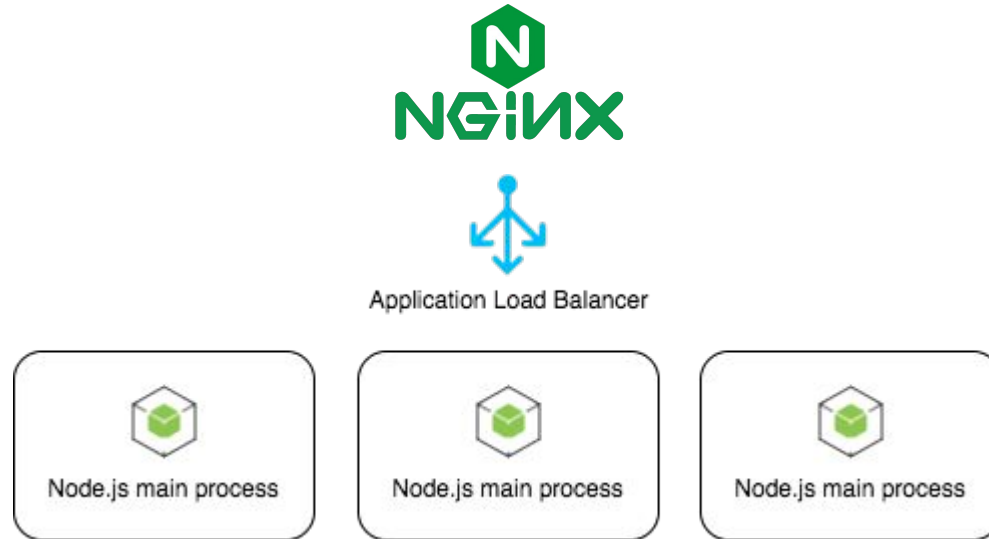 N
NGiNX
Application Load Balancer
Node.js main process
Node.js main process
Node.js main process